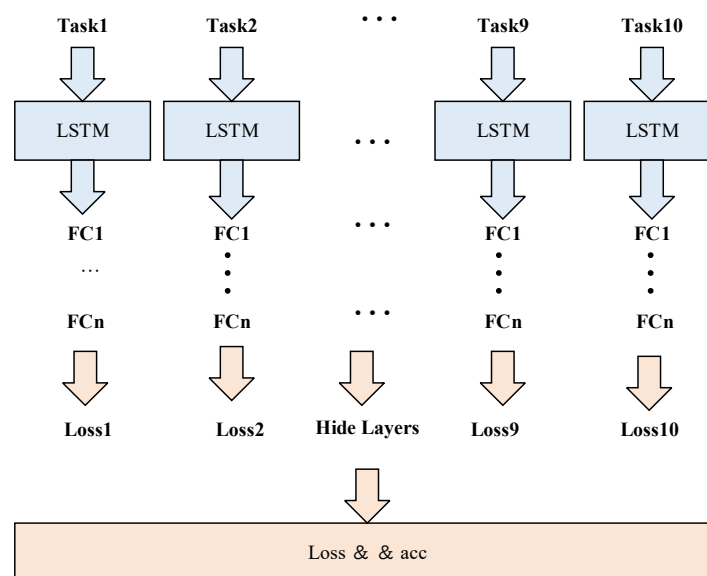 Task1 Task2 ... Task9 Task10
LSTM LSTM ... LSTM LSTM
FC1 FC1 ... FC1 FC1
...
FCn FCn ... FCn FCn
Loss1 Loss2 Hide Layers Loss9 Loss10
Loss & & acc